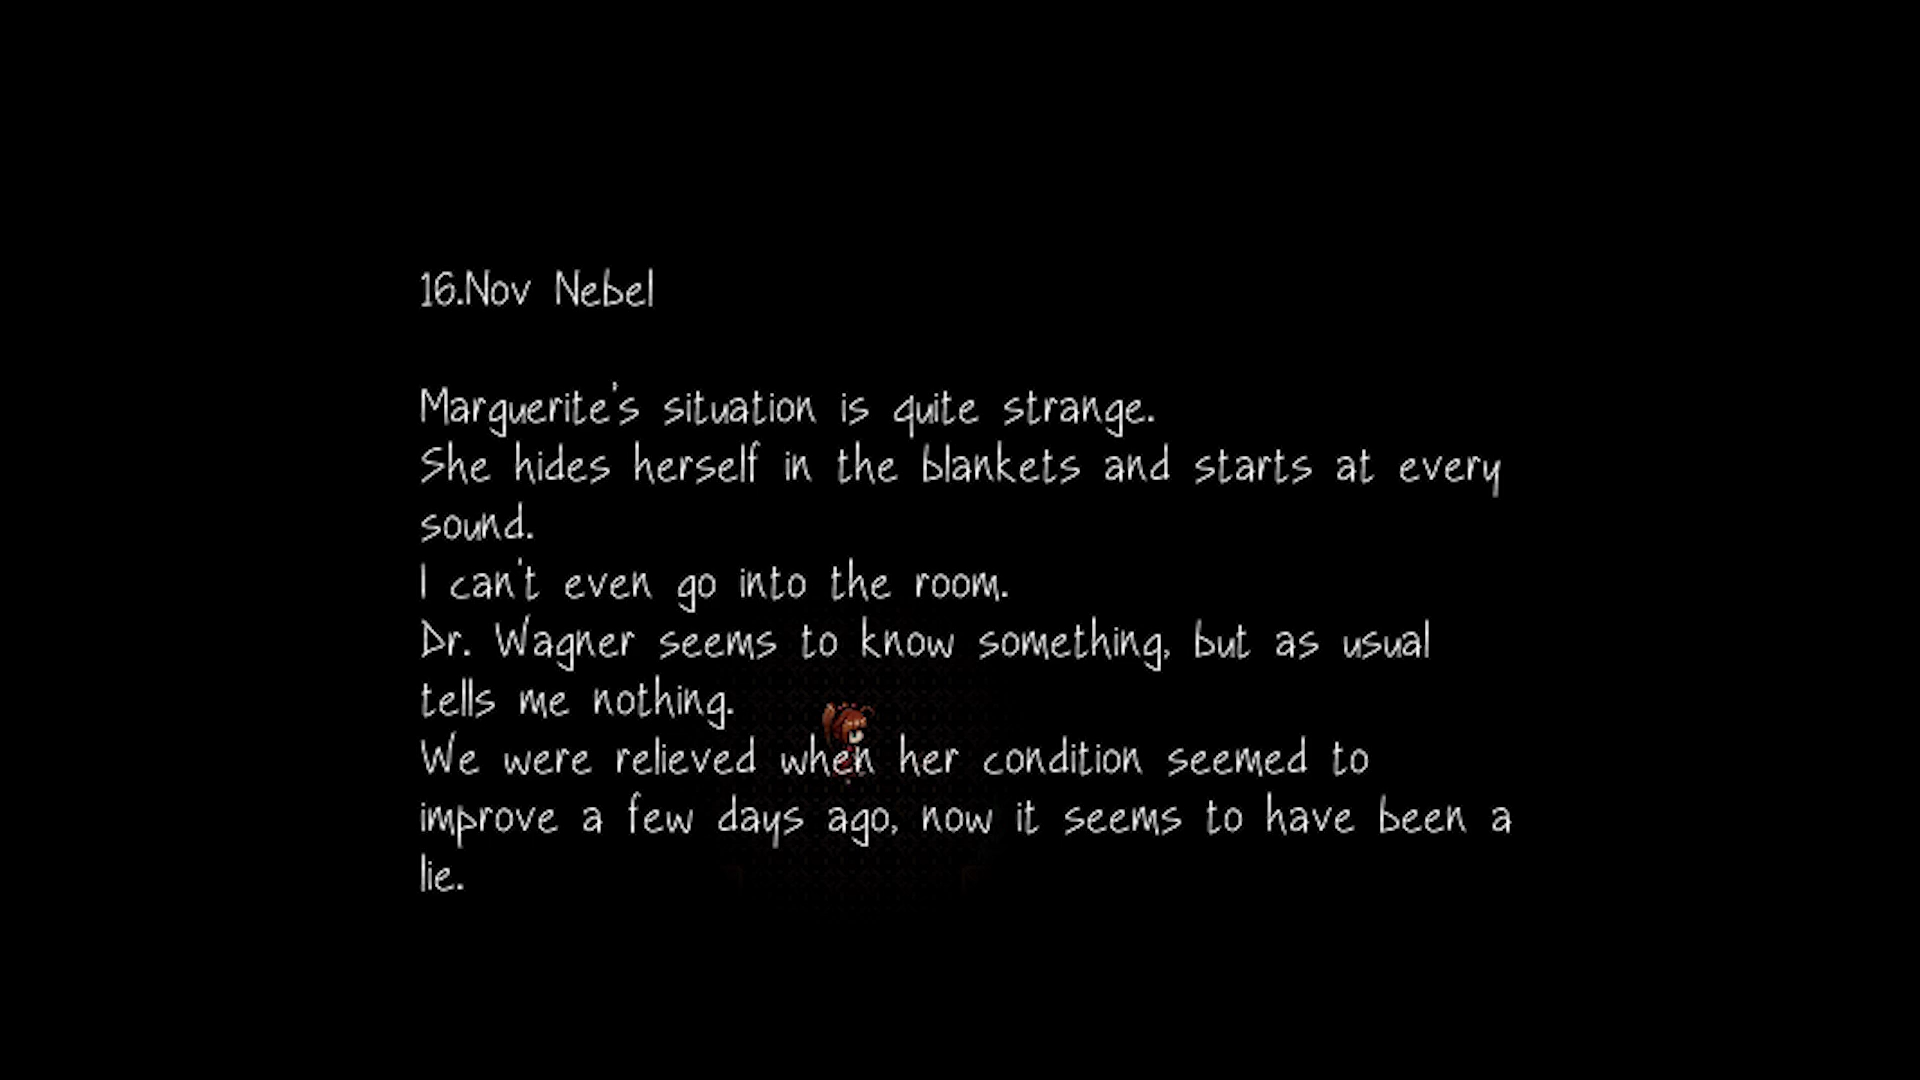 16.Nov Nebel
Marguerite's situation is quite strange.
She hides herself in the blankets and starts at every
sound.
I can't even go into the room.
Dr. Wagner seems to know something, but as usual
tells me nothing.
We were relieved when her condition seemed to
improve a few days ago, now it seems to have been a
lie.